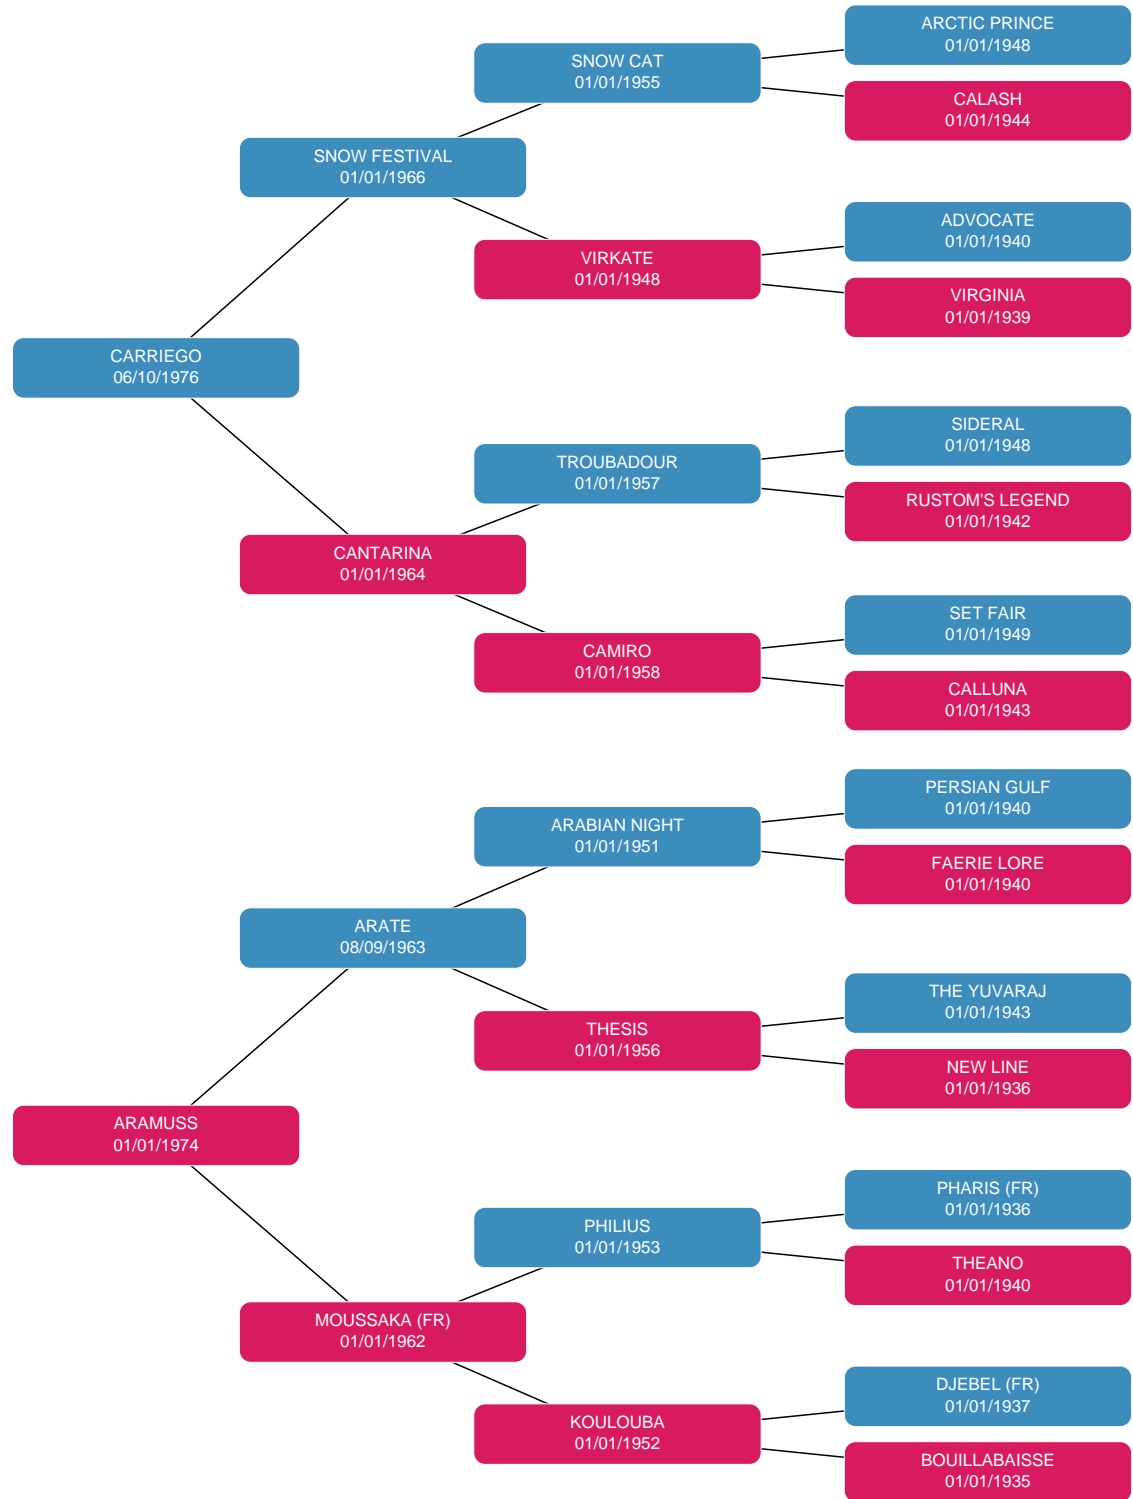 ARCTIC PRINCE
01/01/1948
SNOW CAT
01/01/1955
CALASH
01/01/1944
SNOW FESTIVAL
01/01/1966
ADVOCATE
01/01/1940
VIRKATE
01/01/1948
VIRGINIA
01/01/1939
CARRIEGO
06/10/1976
SIDERAL
01/01/1948
TROUBADOUR
01/01/1957
RUSTOM'S LEGEND
01/01/1942
CANTARINA
01/01/1964
SET FAIR
01/01/1949
CAMIRO
01/01/1958
CALLUNA
01/01/1943
PERSIAN GULF
01/01/1940
ARABIAN NIGHT
01/01/1951
FAERIE LORE
01/01/1940
ARATE
08/09/1963
THE YUVARAJ
01/01/1943
THESIS
01/01/1956
NEW LINE
01/01/1936
ARAMUSS
01/01/1974
PHARIS (FR)
01/01/1936
PHILIUS
01/01/1953
THEANO
01/01/1940
MOUSSAKA (FR)
01/01/1962
DJEBEL (FR)
01/01/1937
KOULOUBA
01/01/1952
BOUILLABAISSE
01/01/1935